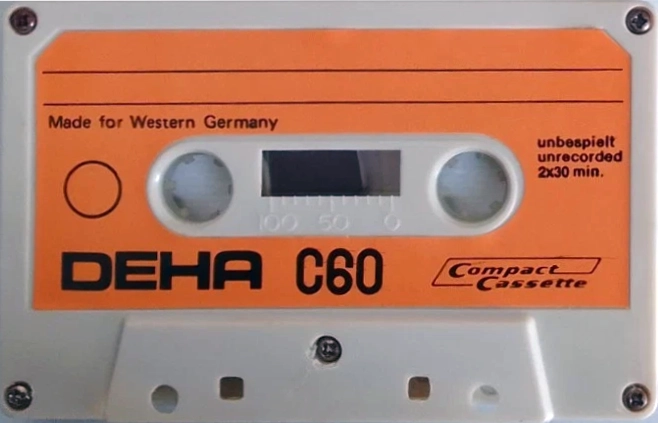 Made for Western Germany
unbespielt
unrecorded
2x30 min.
100 50 0
DEHA C60
Compact
Cassette